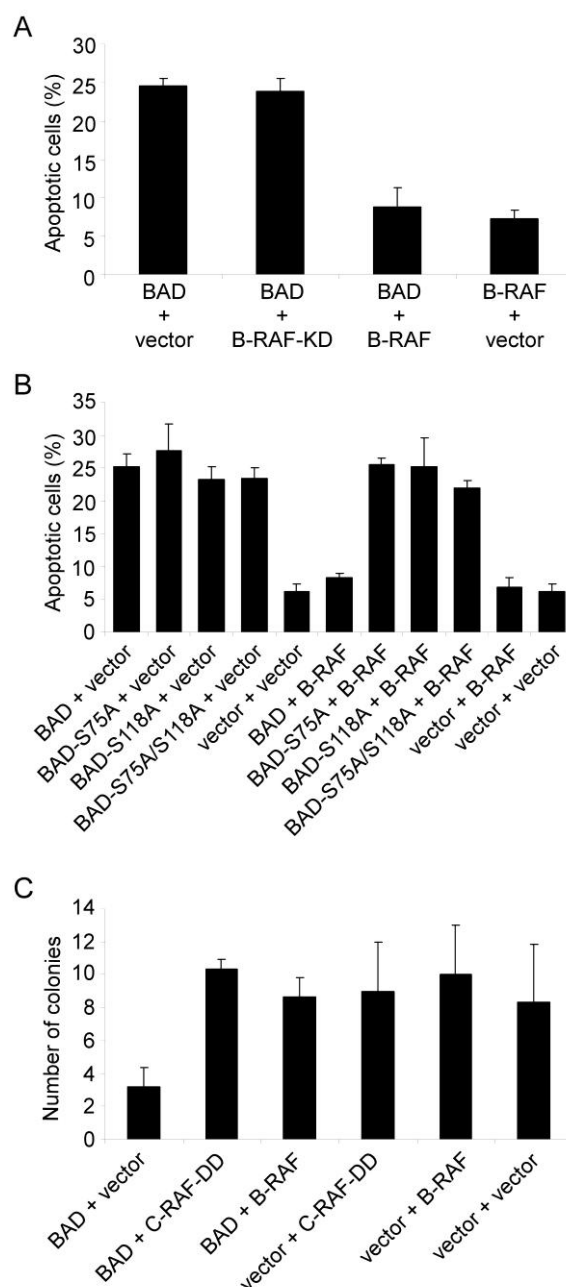 A
Apoptotic cells (%)
30
25
20
15
10
5
0
BAD + vector
BAD + B-RAF-KD
BAD + B-RAF
B-RAF + vector
B
Apoptotic cells (%)
35
30
25
20
15
10
5
0
BAD + vector
BAD-S75A + vector
BAD-S118A + vector
BAD-S75A/S118A + vector
vector + vector
BAD + B-RAF
BAD-S75A + B-RAF
BAD-S118A + B-RAF
BAD-S75A/S118A + B-RAF
vector + B-RAF
vector + vector
C
Number of colonies
14
12
10
8
6
4
2
0
BAD + vector
BAD + C-RAF-DD
BAD + B-RAF
vector + C-RAF-DD
vector + B-RAF
vector + vector